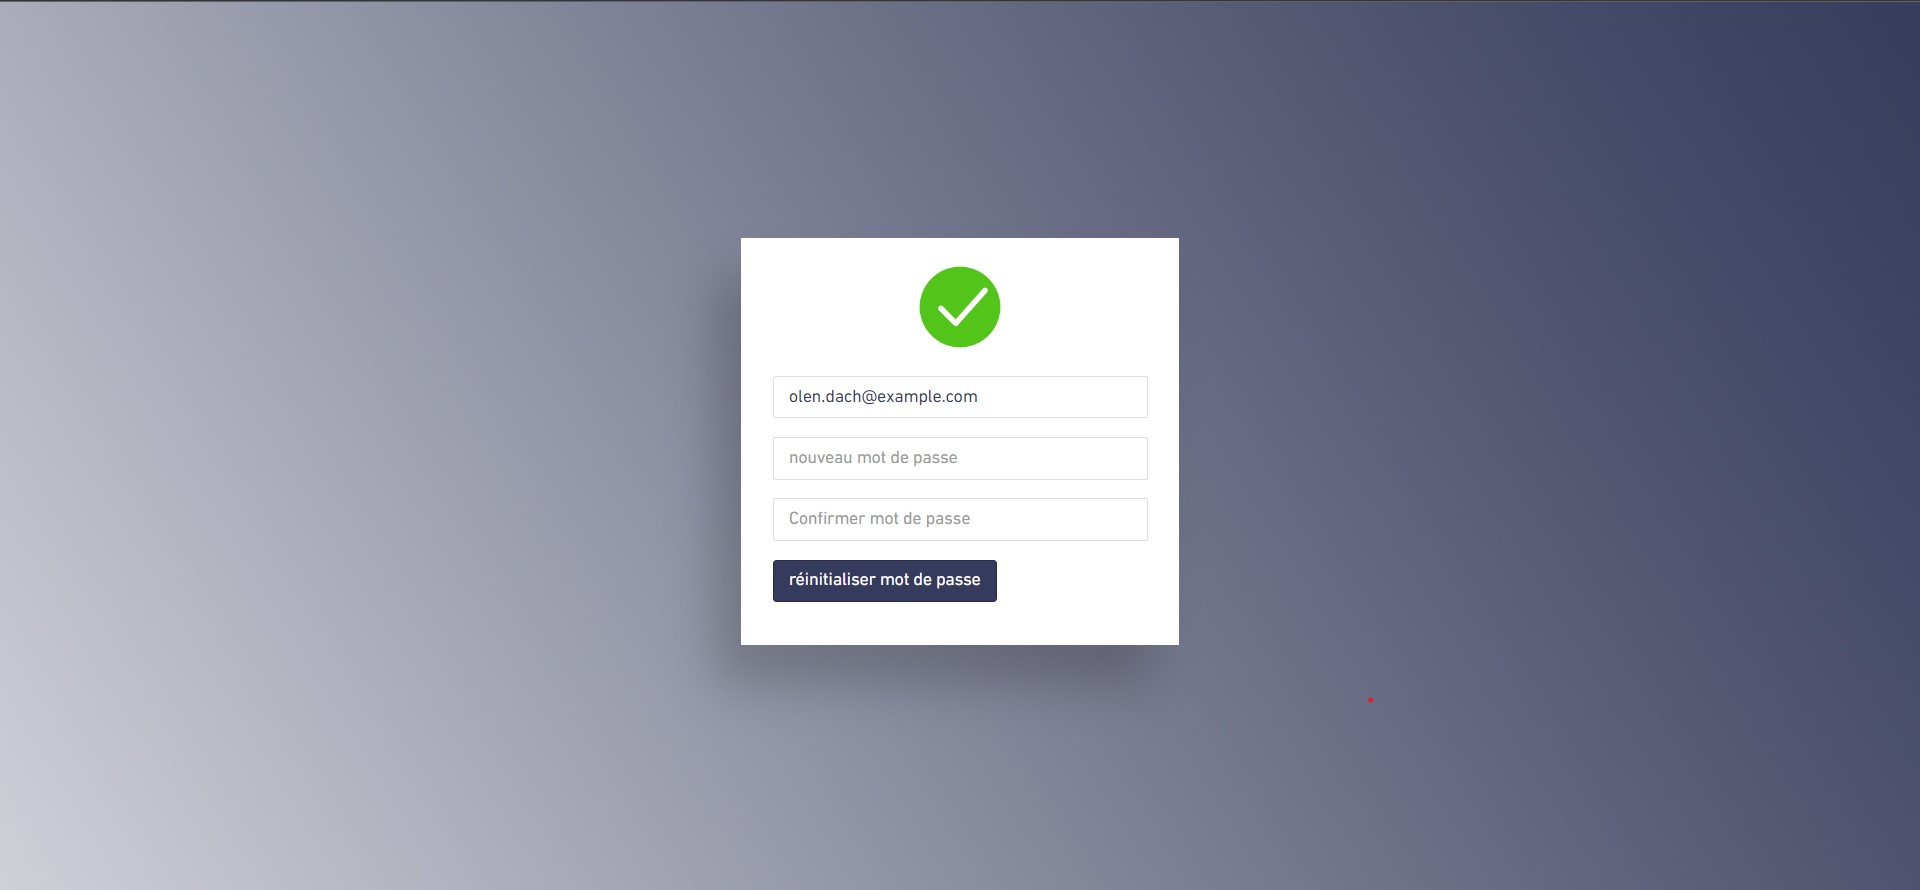 olen.dach@example.com
nouveau mot de passe
Confirmer mot de passe
réinitialiser mot de passe